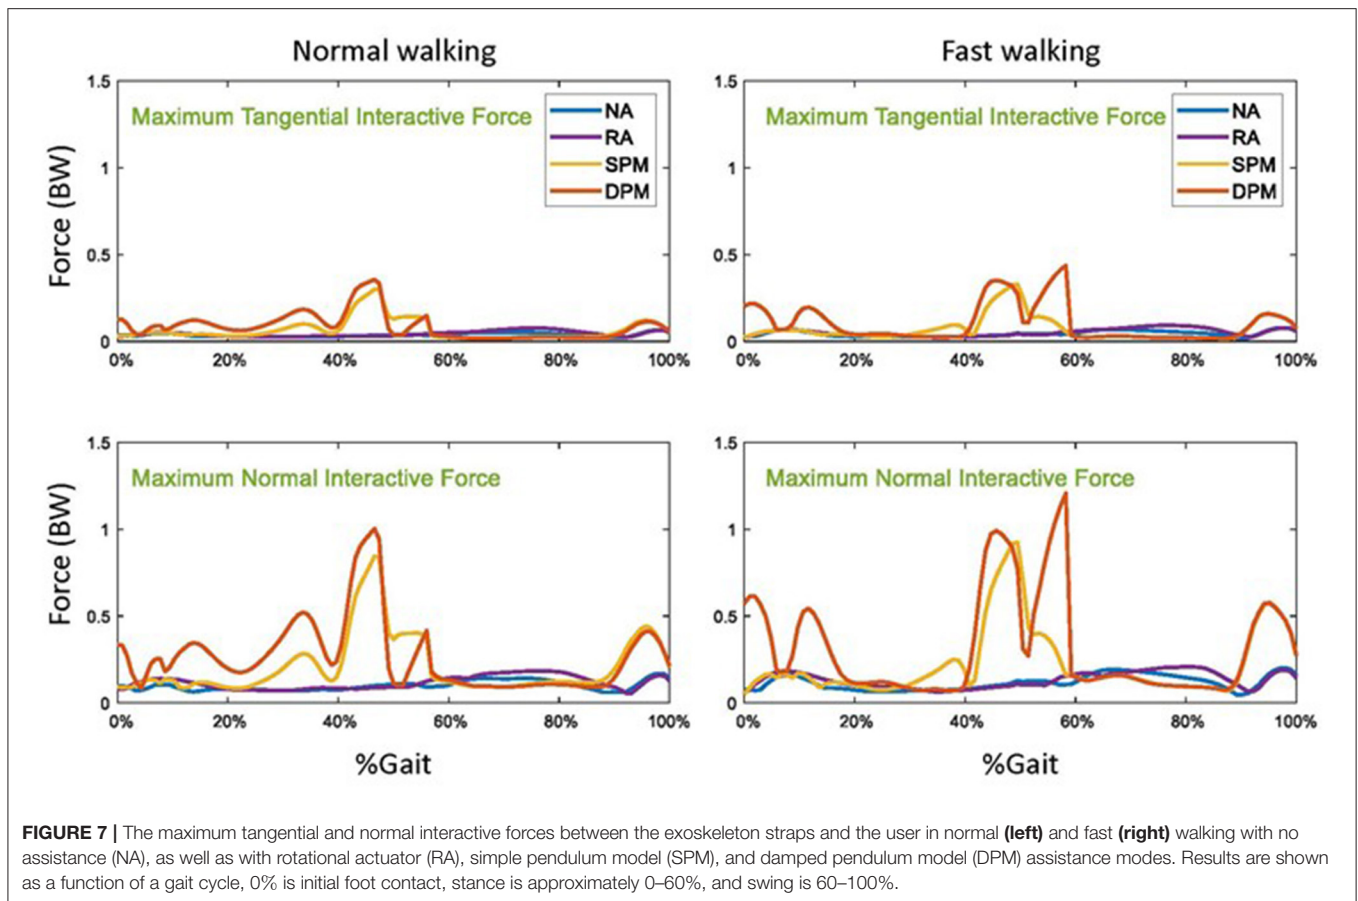 Normal walking
Fast walking
1.5
1
0.5
0
Force (BW)
Maximum Tangential Interactive Force
NA
RA
SPM
DPM
0%
20%
40%
60%
80%
100%
1.5
1
0.5
0
Maximum Tangential Interactive Force
NA
RA
SPM
DPM
0%
20%
40%
60%
80%
100%
1.5
1
0.5
0
Force (BW)
Maximum Normal Interactive Force
0%
20%
40%
60%
80%
100%
%Gait
1.5
1
0.5
0
Maximum Normal Interactive Force
0%
20%
40%
60%
80%
100%
%Gait
FIGURE 7 | The maximum tangential and normal interactive forces between the exoskeleton straps and the user in normal (left) and fast (right) walking with no
assistance (NA), as well as with rotational actuator (RA), simple pendulum model (SPM), and damped pendulum model (DPM) assistance modes. Results are shown
as a function of a gait cycle, 0% is initial foot contact, stance is approximately 0–60%, and swing is 60–100%.